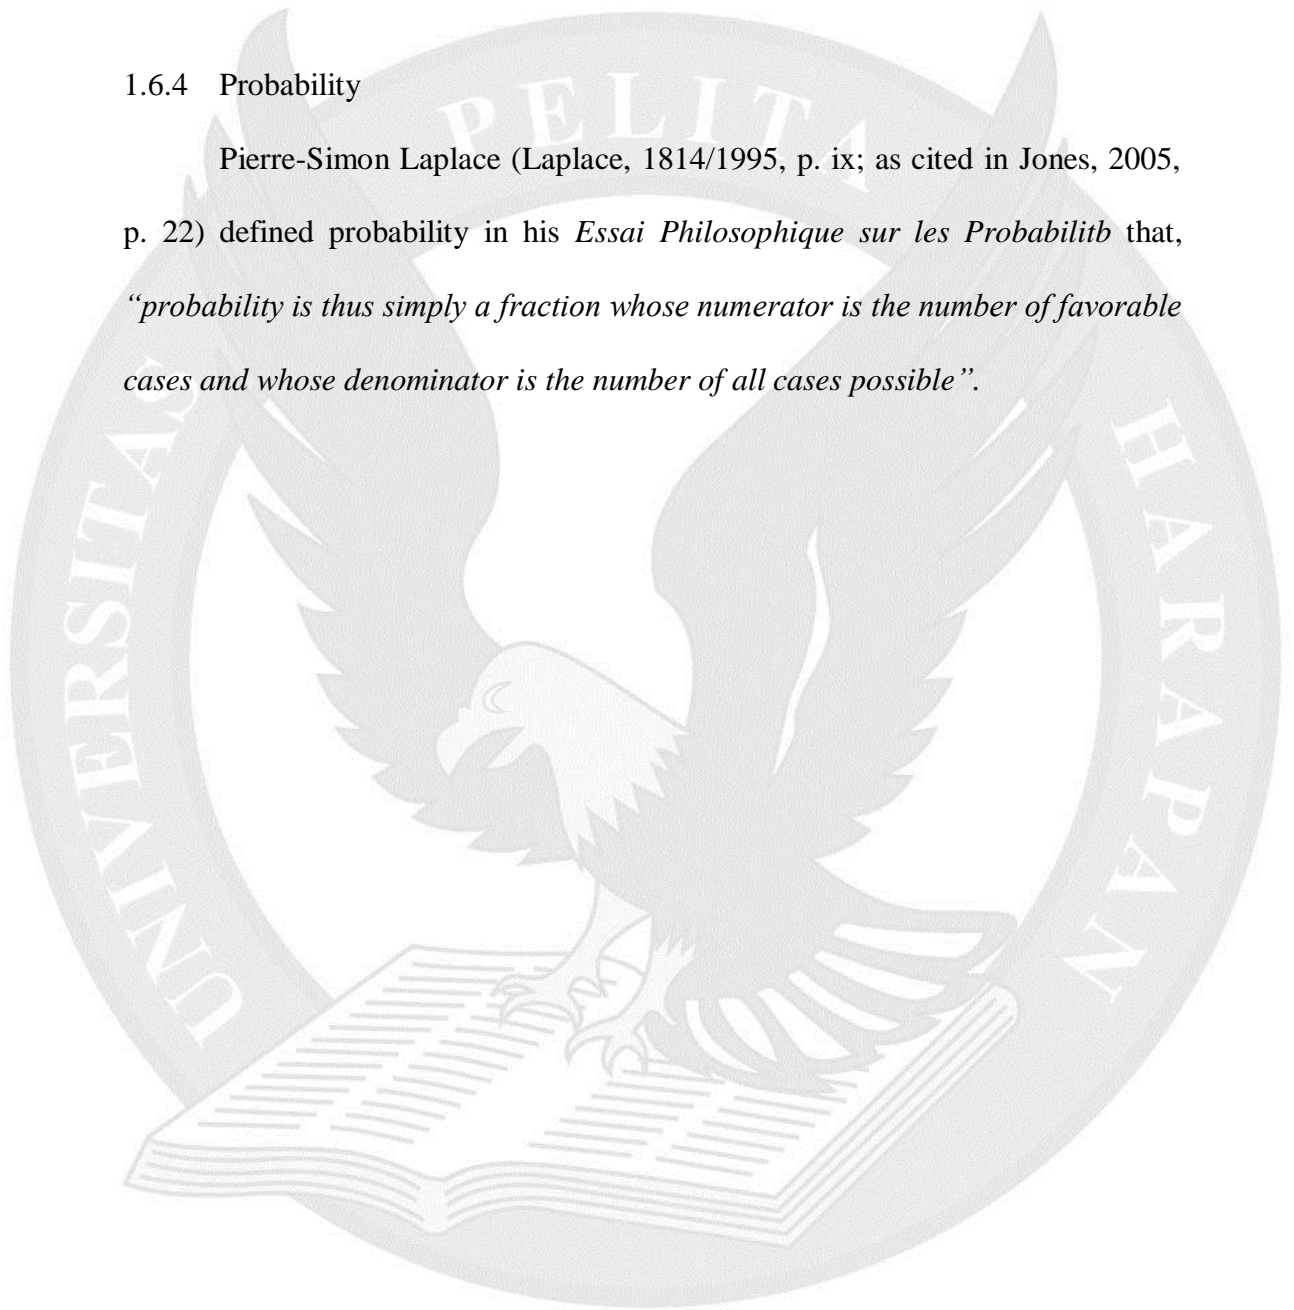 1.6.4 Probability
Pierre-Simon Laplace (Laplace, 1814/1995, p. ix; as cited in Jones, 2005,
p. 22) defined probability in his Essai Philosophique sur les Probabilitb that,
“probability is thus simply a fraction whose numerator is the number of favorable
cases and whose denominator is the number of all cases possible”.
UNIVERSITAS PELITA HARAPAN